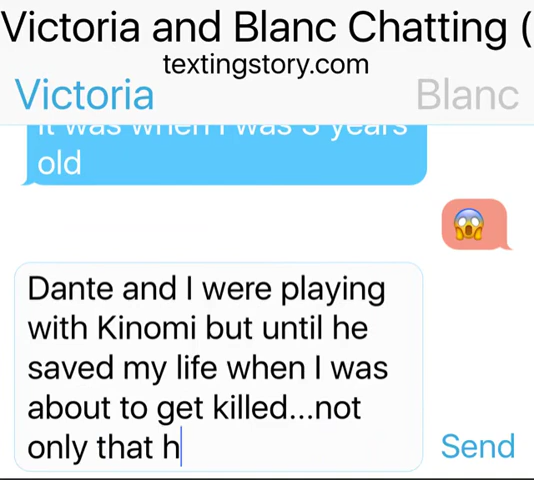 Victoria and Blanc Chatting (
textingstory.com
Victoria Blanc
it was when I was 3 years
old
Dante and I were playing
with Kinomi but until he
saved my life when I was
about to get killed...not
only that h
Send